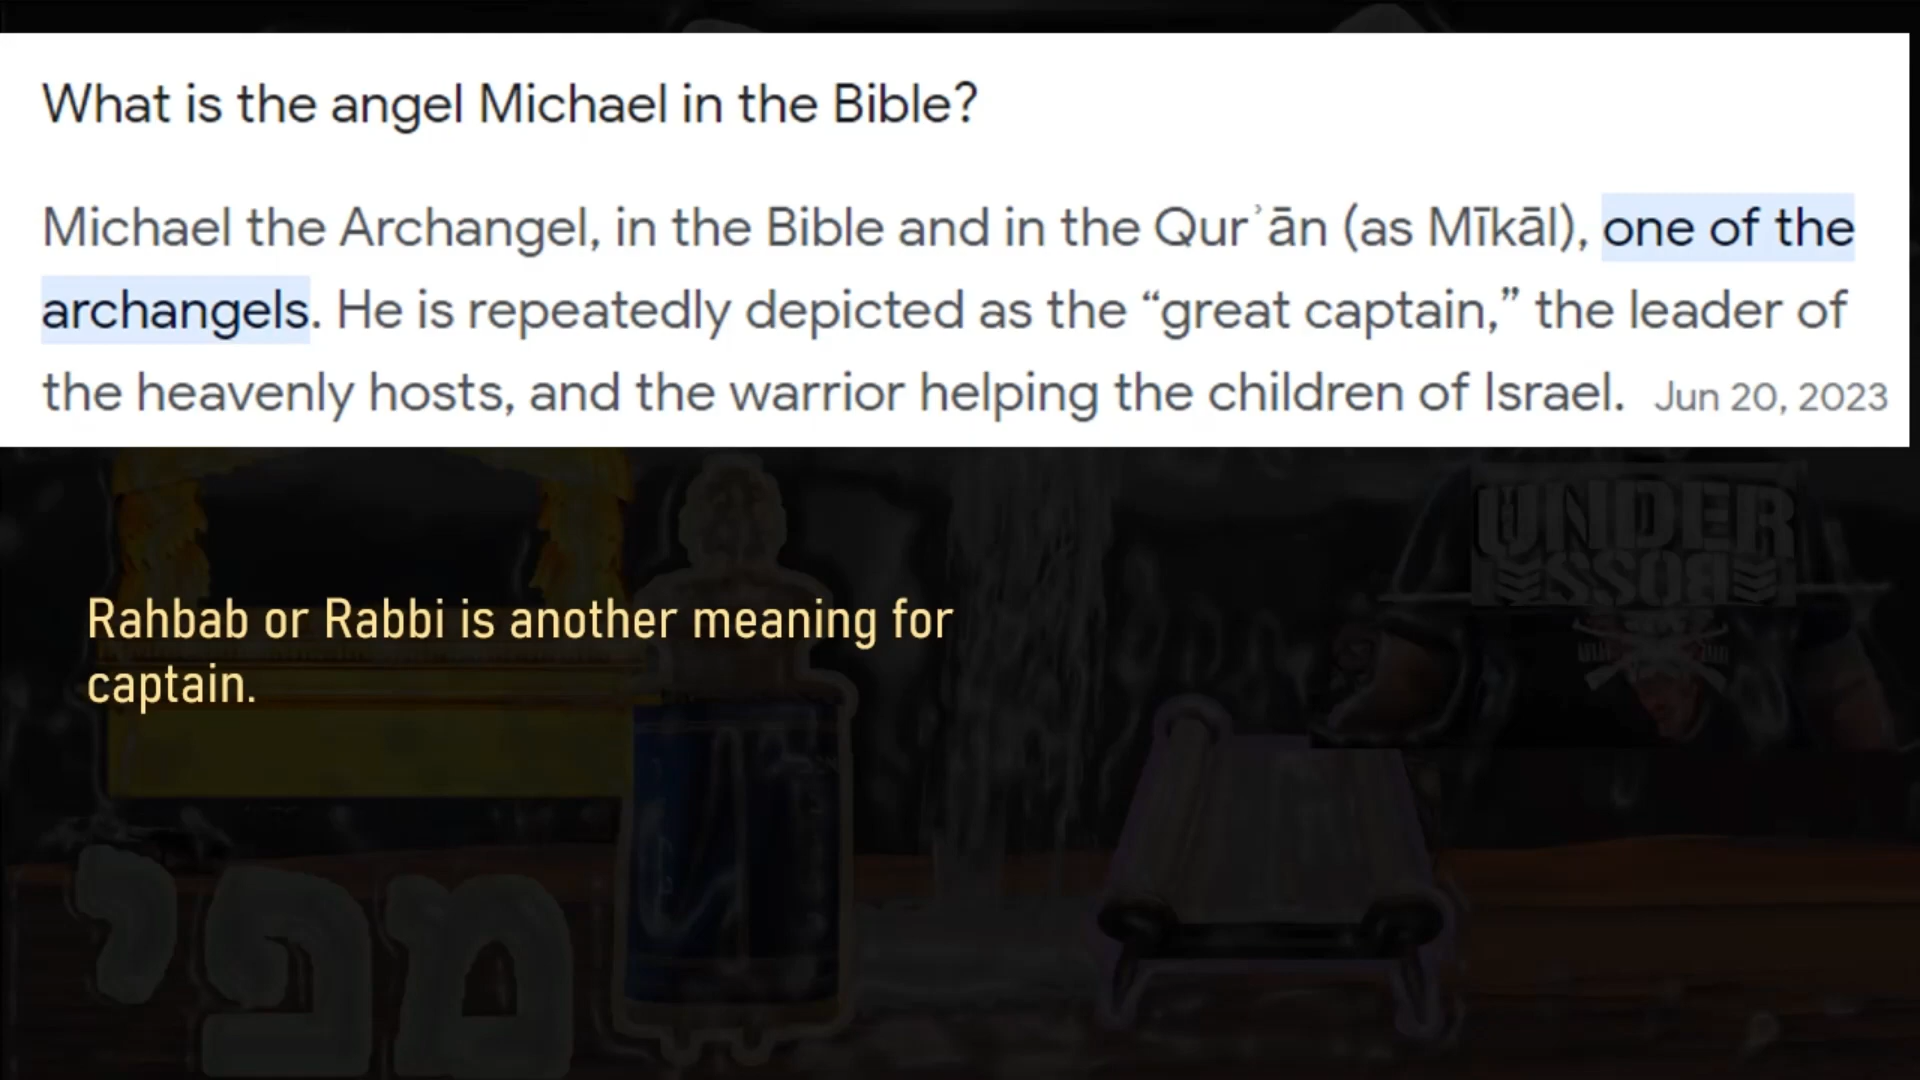 What is the angel Michael in the Bible?
Michael the Archangel, in the Bible and in the Qurʾān (as Mīkāl), one of the
archangels. He is repeatedly depicted as the “great captain,” the leader of
the heavenly hosts, and the warrior helping the children of Israel. Jun 20, 2023
UNDER
BOSS
Rahbab or Rabbi is another meaning for
captain.
מפי